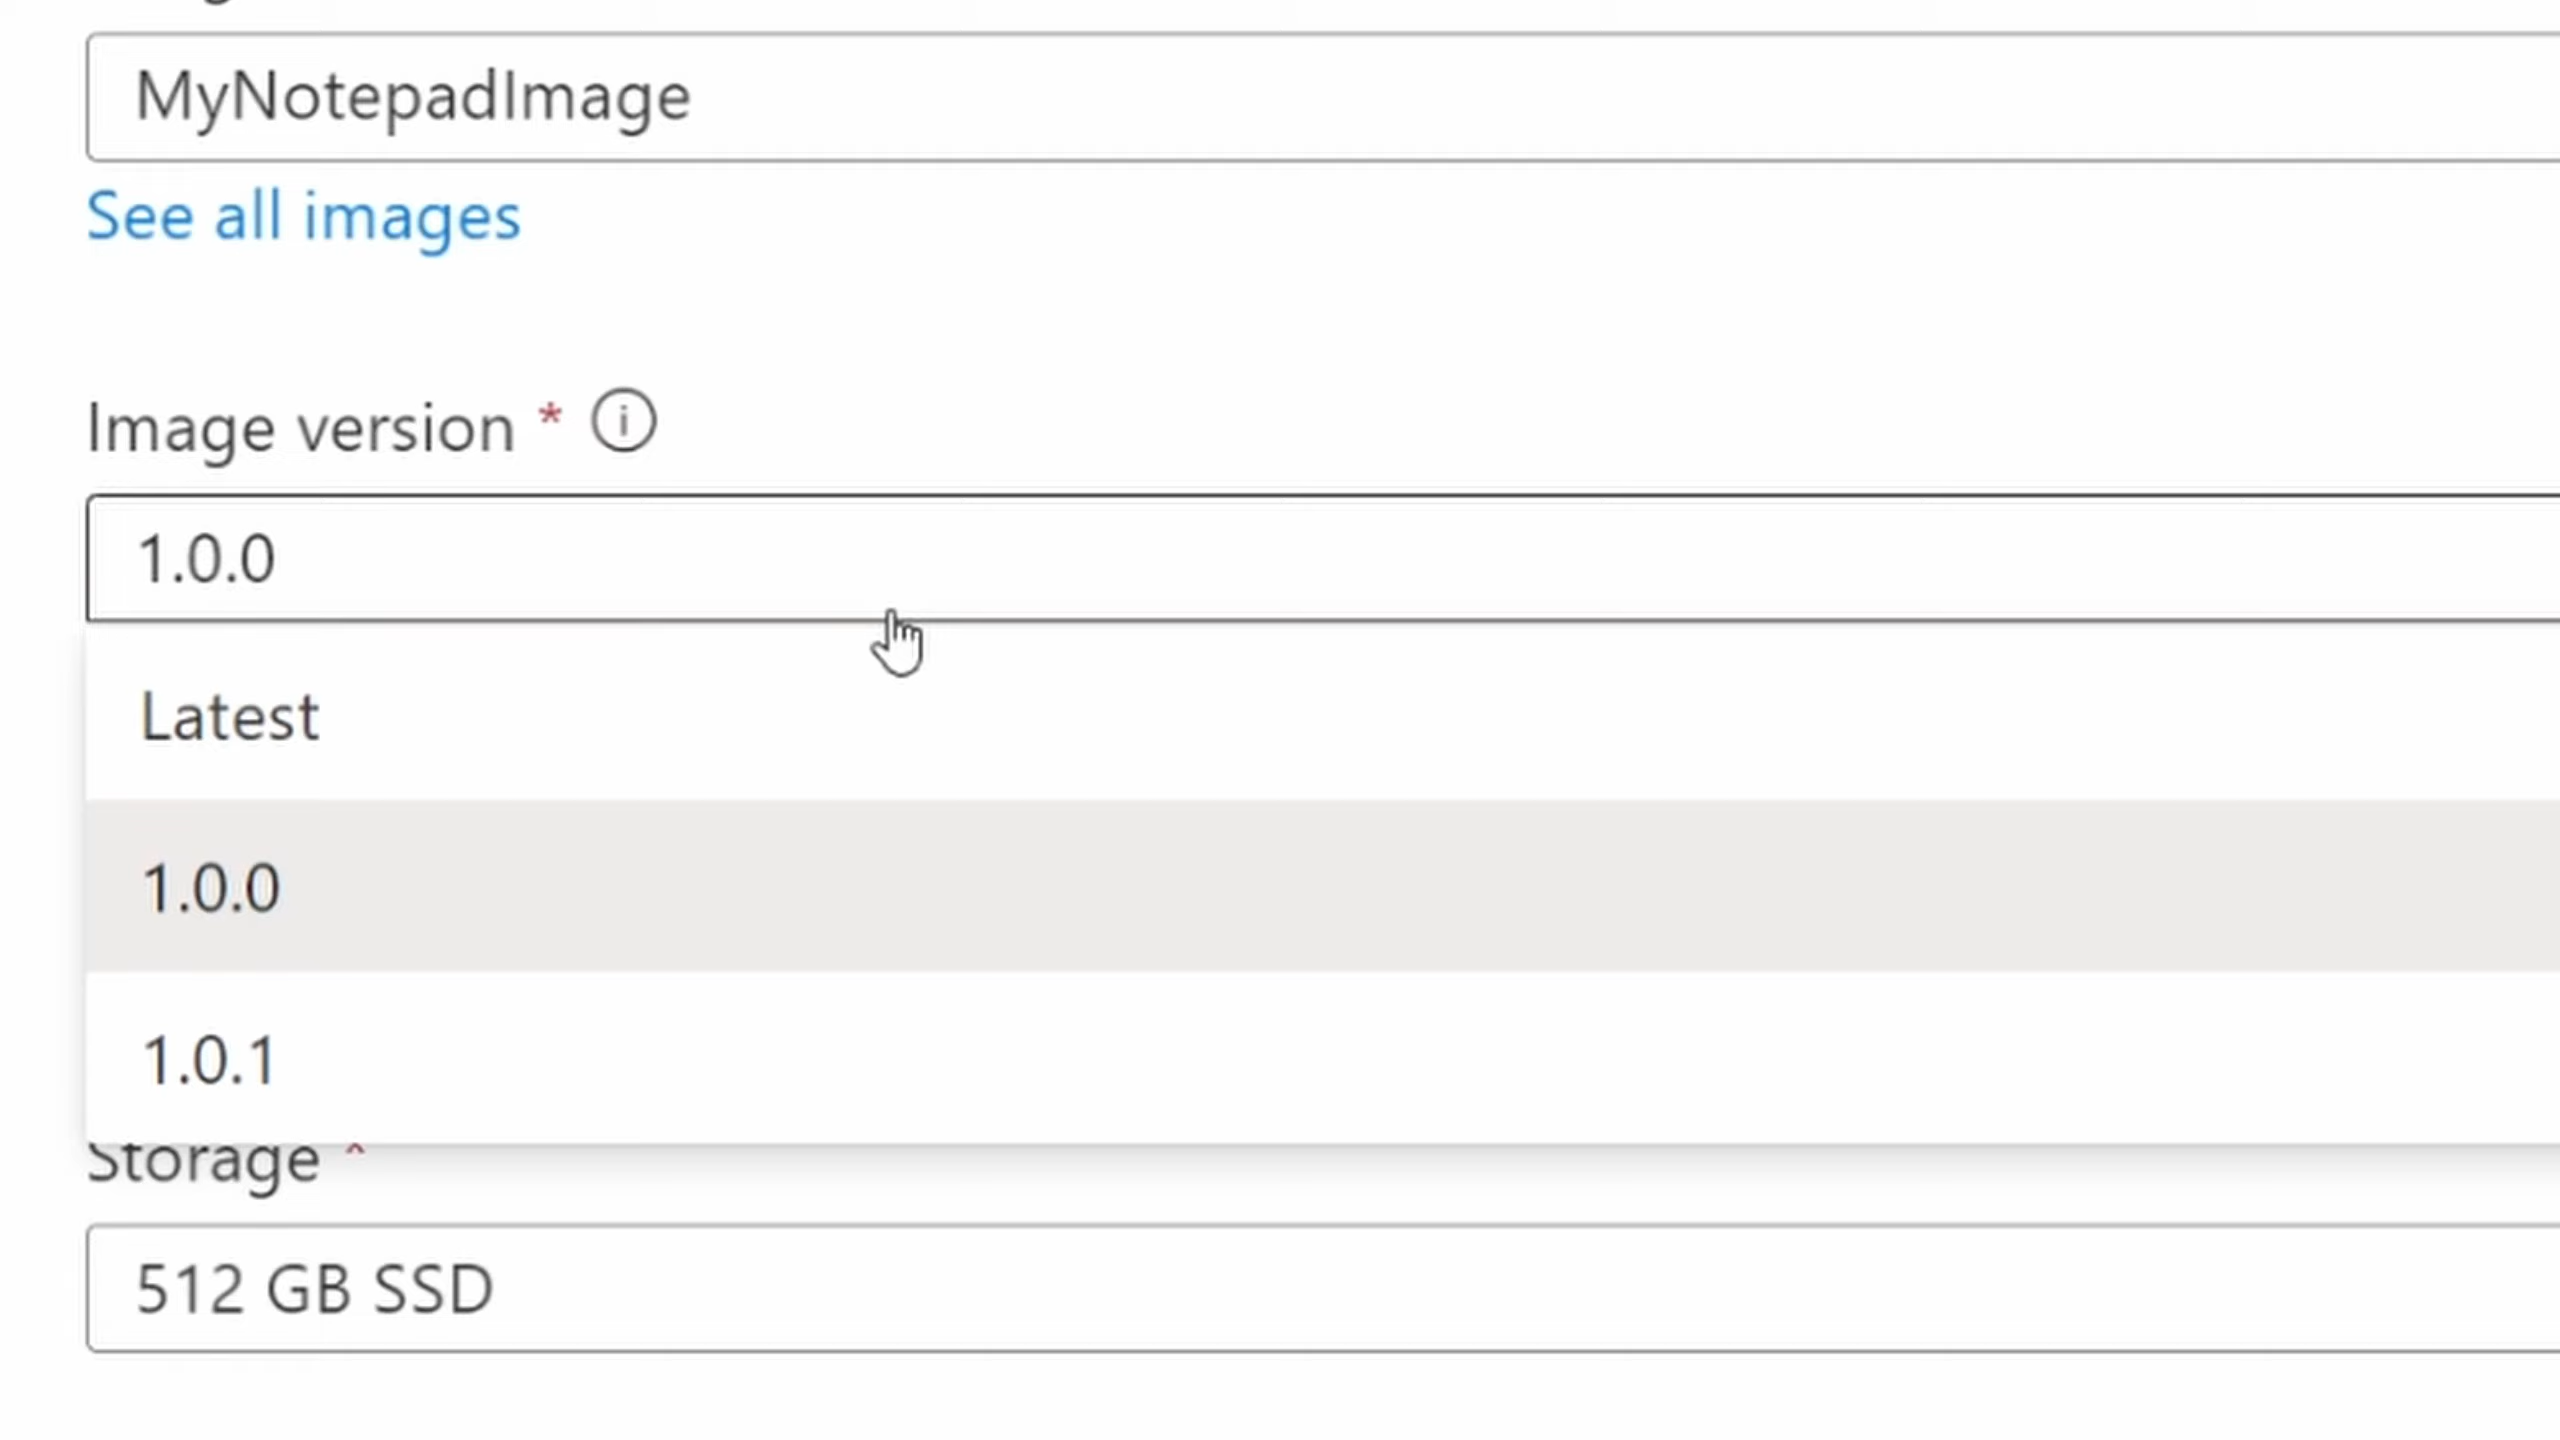 MyNotepadImage
See all images
Image version *
1.0.0
Latest
1.0.0
1.0.1
Storage *
512 GB SSD